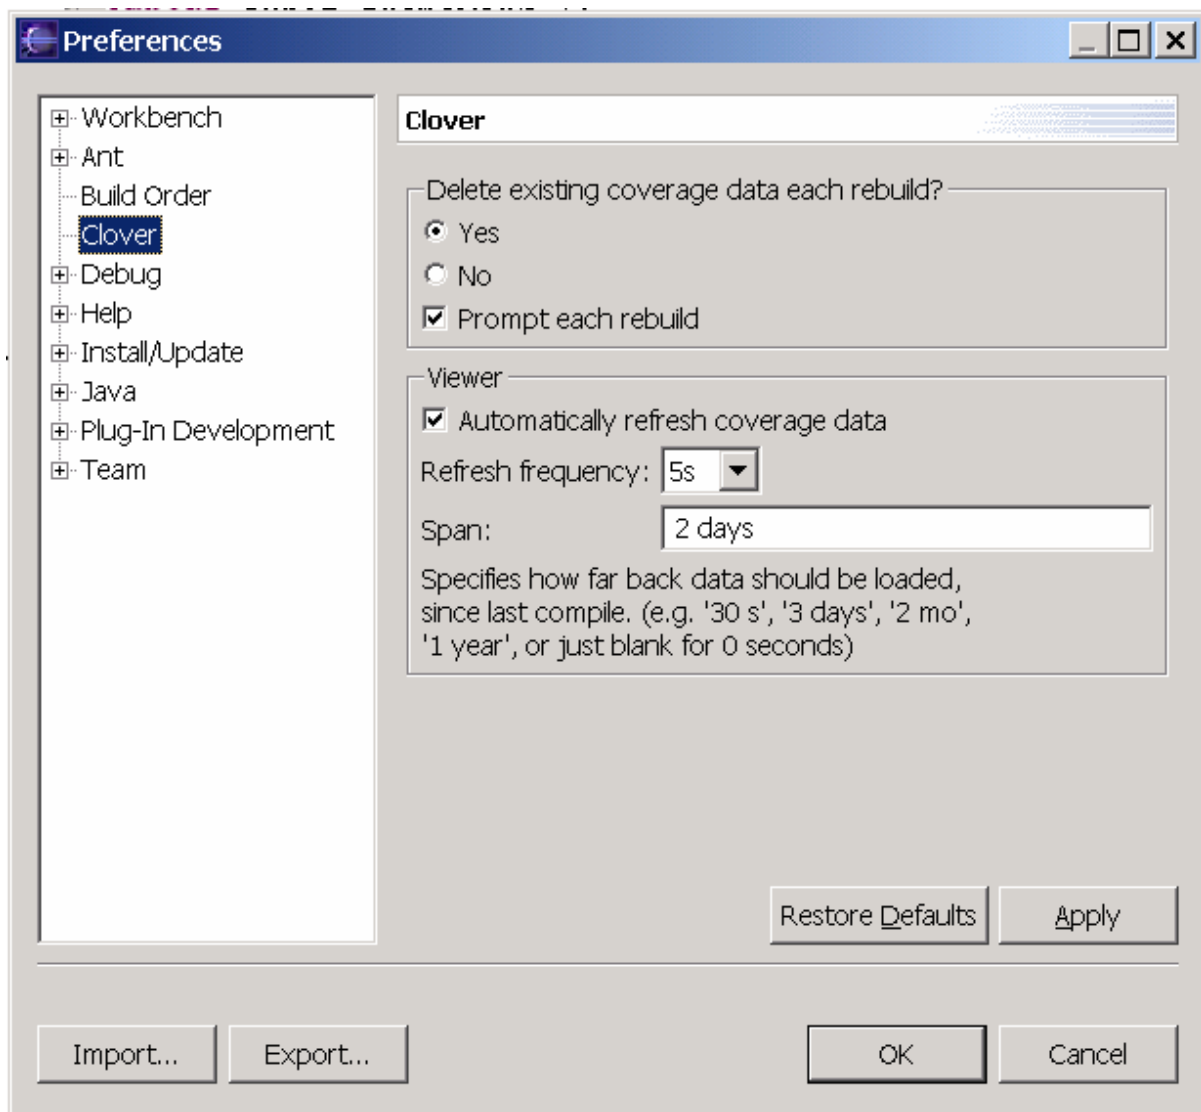 Preferences
Workbench
Ant
Build Order
Clover
Debug
Help
Install/Update
Java
Plug-In Development
Team
Clover
Delete existing coverage data each rebuild?
Yes
No
Prompt each rebuild
Viewer
Automatically refresh coverage data
Refresh frequency: 5s
Span: 2 days
Specifies how far back data should be loaded,
since last compile. (e.g. '30 s', '3 days', '2 mo',
'1 year', or just blank for 0 seconds)
Restore Defaults Apply
Import... Export... OK Cancel